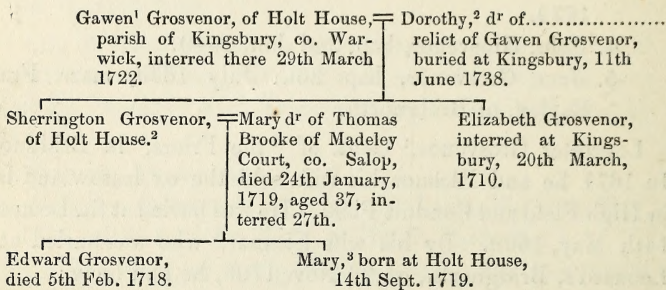 Gawen¹ Grosvenor, of Holt House,
parish of Kingsbury, co. War-
wick, interred there 29th March
1722.
Dorothy,² dʳ of......................
relict of Gawen Grosvenor,
buried at Kingsbury, 11th
June 1738.
Sherrington Grosvenor,
of Holt House.²
Mary dʳ of Thomas
Brooke of Madeley
Court, co. Salop,
died 24th January,
1719, aged 37, in-
terred 27th.
Elizabeth Grosvenor,
interred at Kings-
bury, 20th March,
1710.
Edward Grosvenor,
died 5th Feb. 1718.
Mary,³ born at Holt House,
14th Sept. 1719.